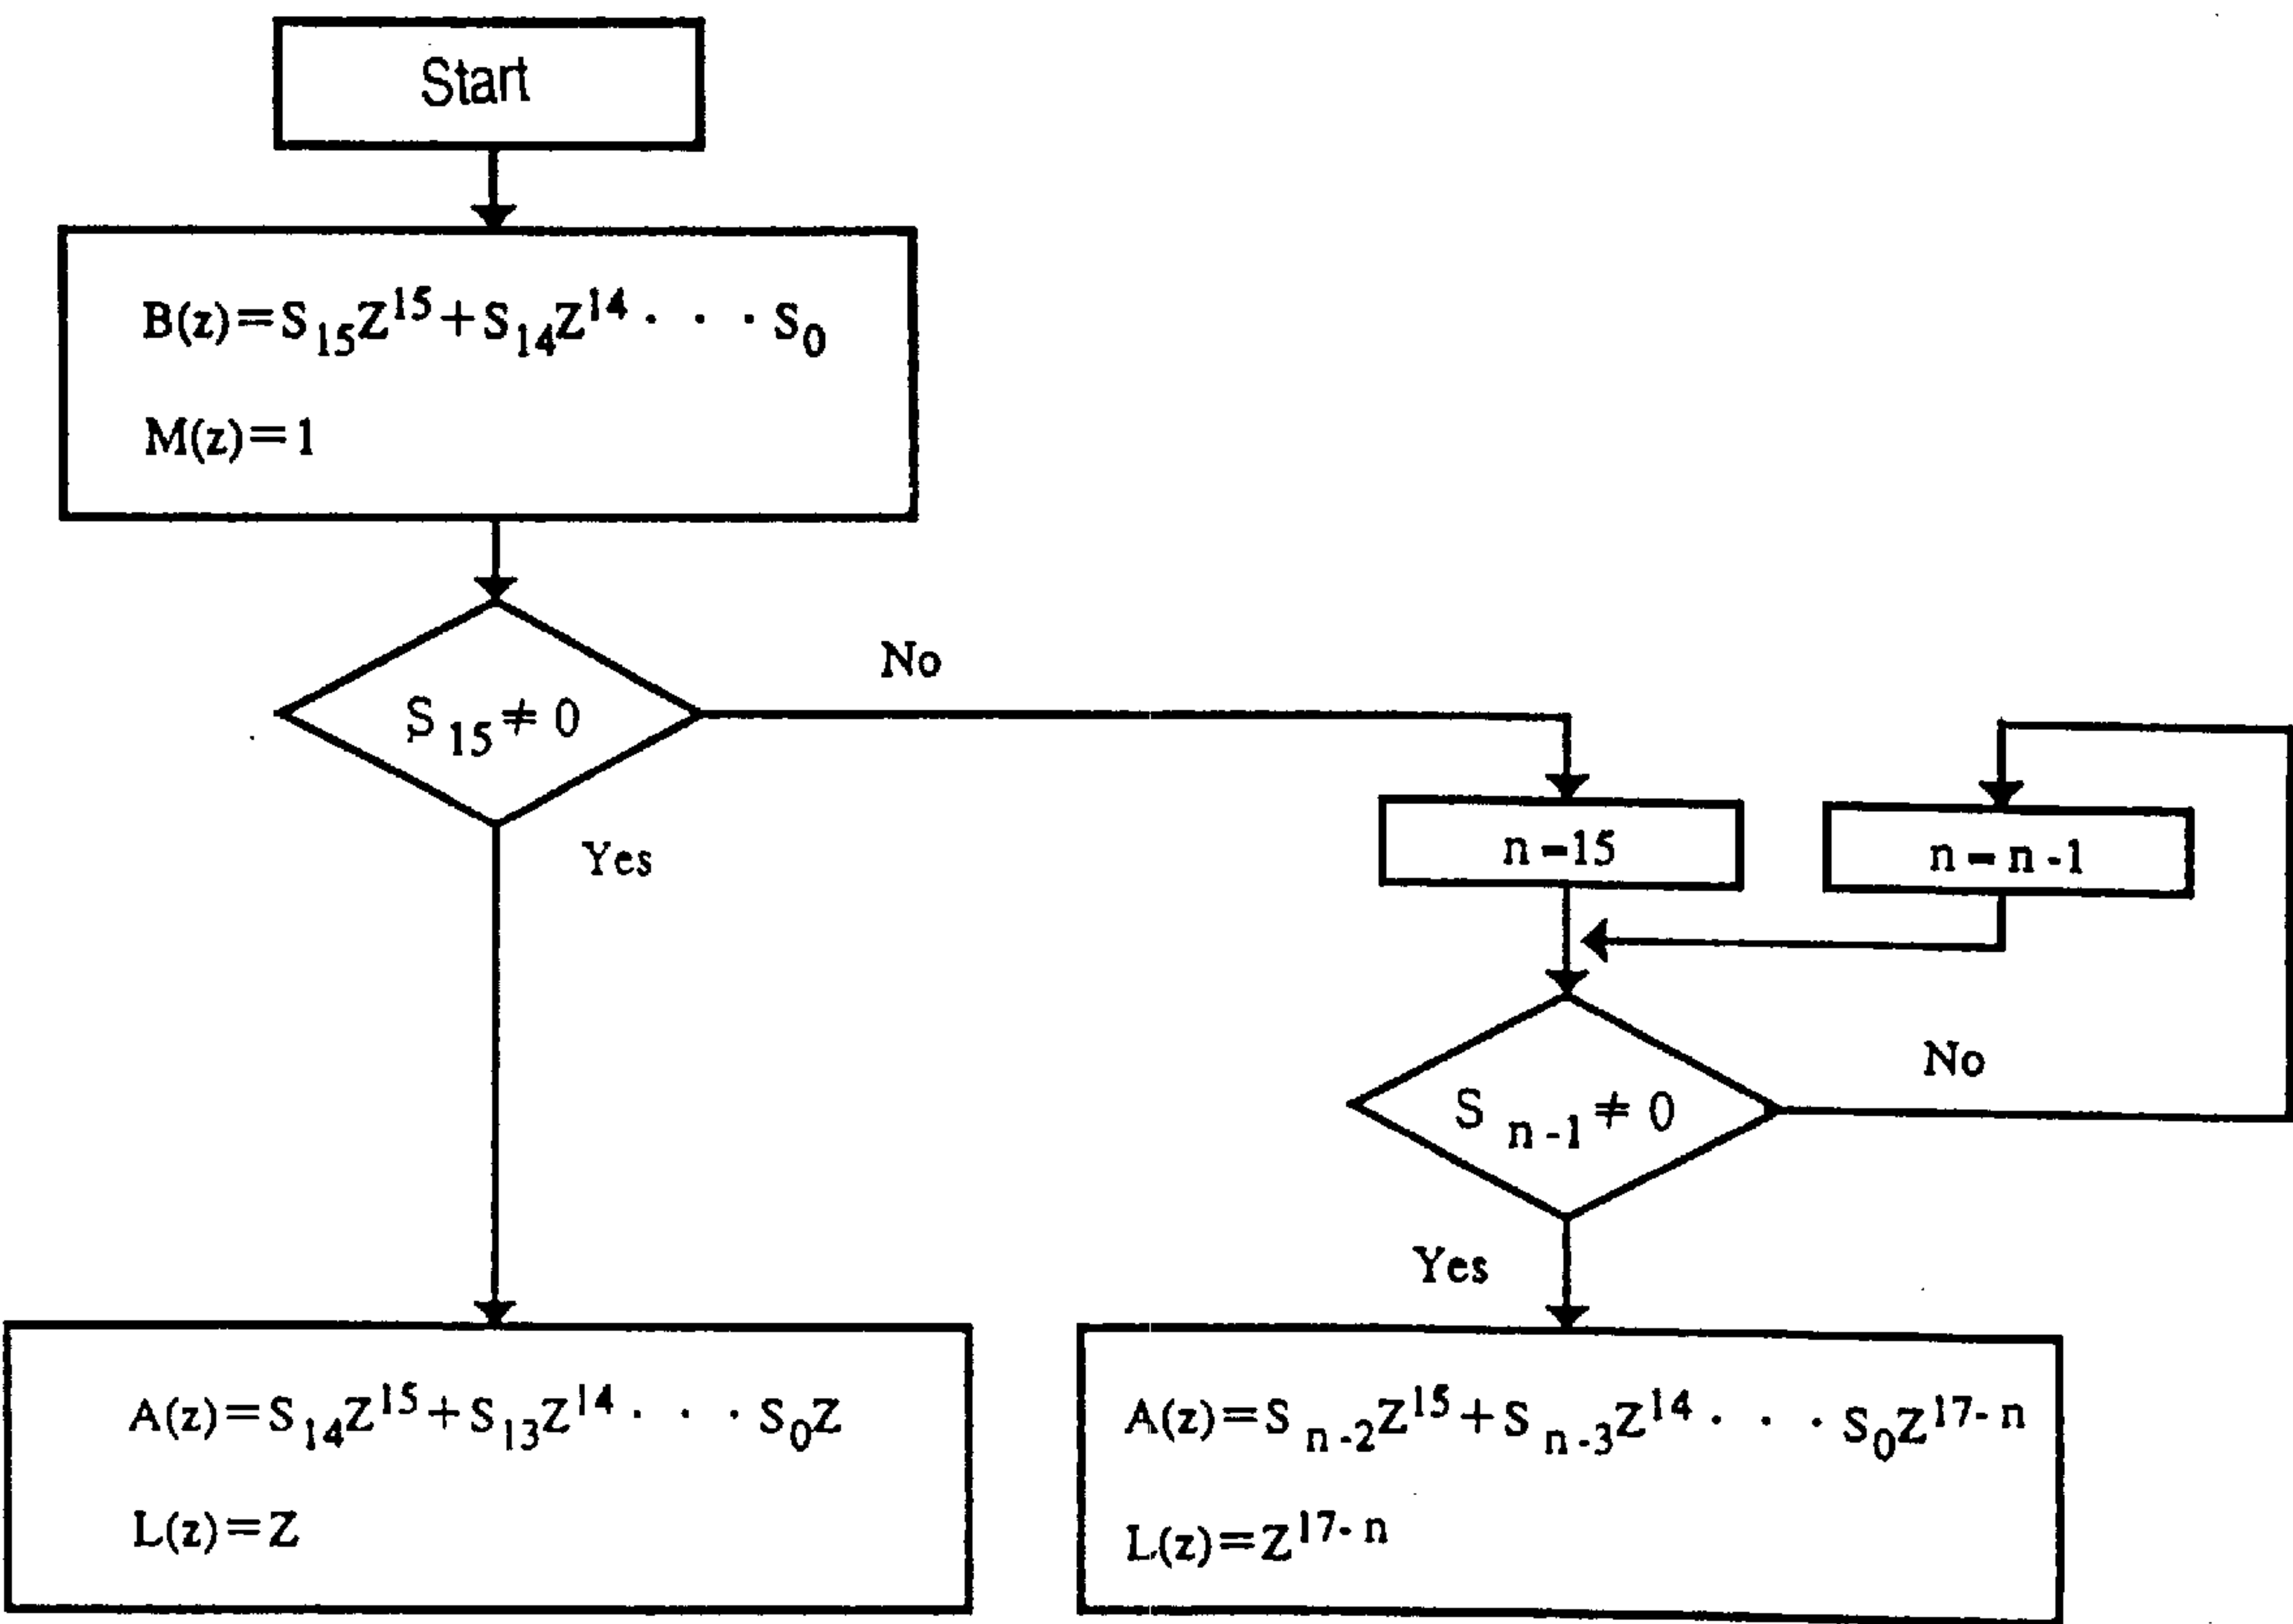 Start
B(z)=S₁₅Z¹⁵+S₁₄Z¹⁴ · · · S₀
M(z)=1
S₁₅≠0
No
Yes
n=15
n=n-1
Sₙ₋₁≠0
No
Yes
A(z)=S₁₄Z¹⁵+S₁₃Z¹⁴ · · · S₀Z
L(z)=Z
A(z)=Sₙ₋₂Z¹⁵+Sₙ₋₃Z¹⁴ · · · S₀Z¹⁷⁻ⁿ
L(z)=Z¹⁷⁻ⁿ